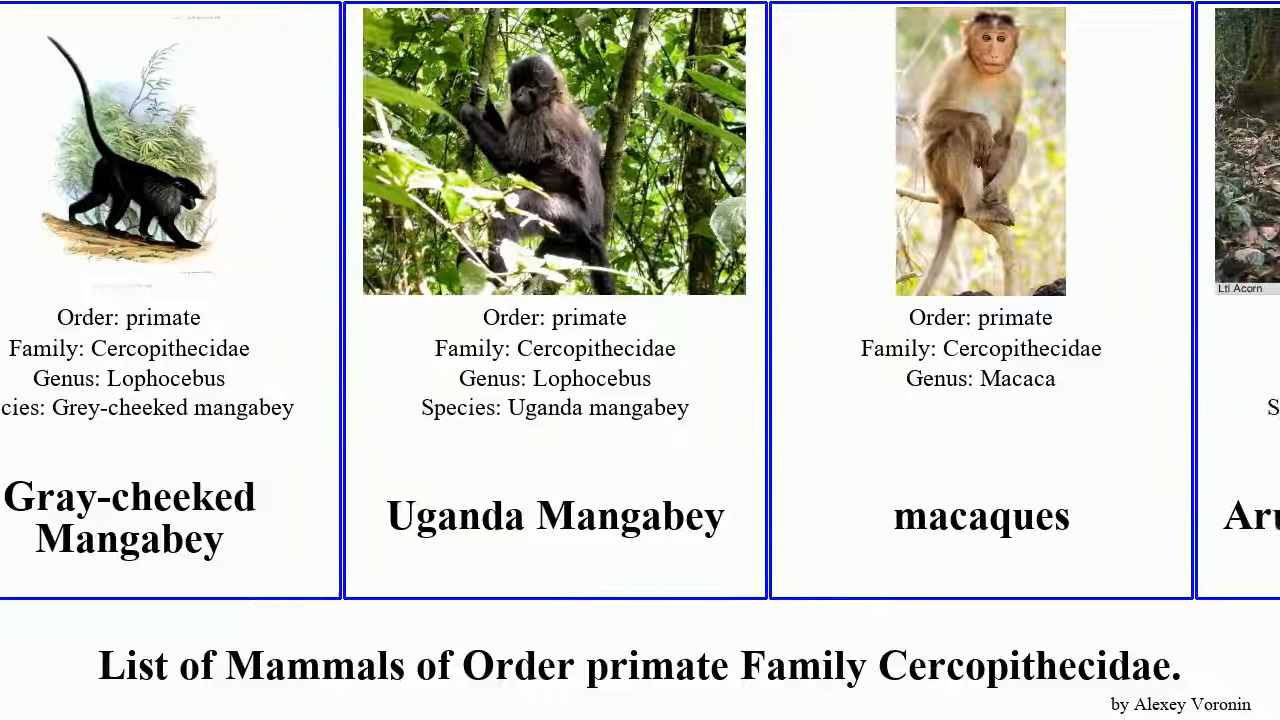 Order: primate
Family: Cercopithecidae
Genus: Lophocebus
cies: Grey-cheeked mangabey
Gray-cheeked
Mangabey
Order: primate
Family: Cercopithecidae
Genus: Lophocebus
Species: Uganda mangabey
Uganda Mangabey
Order: primate
Family: Cercopithecidae
Genus: Macaca
macaques
Ltl Acorn
S
Aru
List of Mammals of Order primate Family Cercopithecidae.
by Alexey Voronin